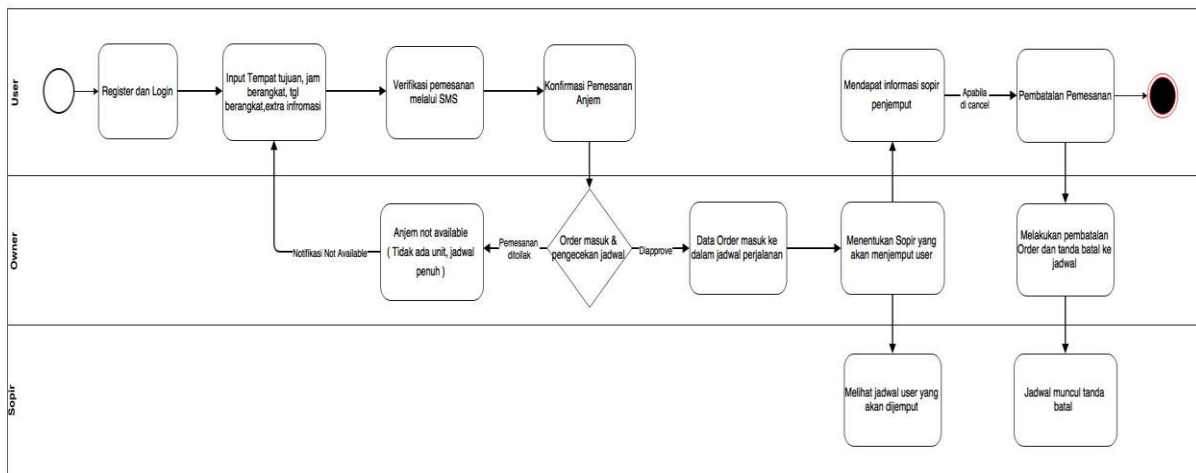 User
Register dan Login
Input Tempat tujuan, jam
berangkat, tgl
berangkat,extra infromasi
Verifikasi pemesanan
melalui SMS
Konfirmasi Pemesanan
Anjem
Mendapat informasi sopir
penjemput
Apabila
di cancel
Pembatalan Pemesanan
Owner
Notifikasi Not Available
Anjem not available
( Tidak ada unit, jadwal
penuh )
Pemesanan
ditollak
Order masuk &
pengecekan jadwal
Diapprove
Data Order masuk ke
dalam jadwal perjalanan
Menentukan Sopir yang
akan menjemput user
Melakukan pembatalan
Order dan tanda batal ke
jadwal
Sopir
Melihat jadwal user yang
akan dijemput
Jadwal muncul tanda
batal